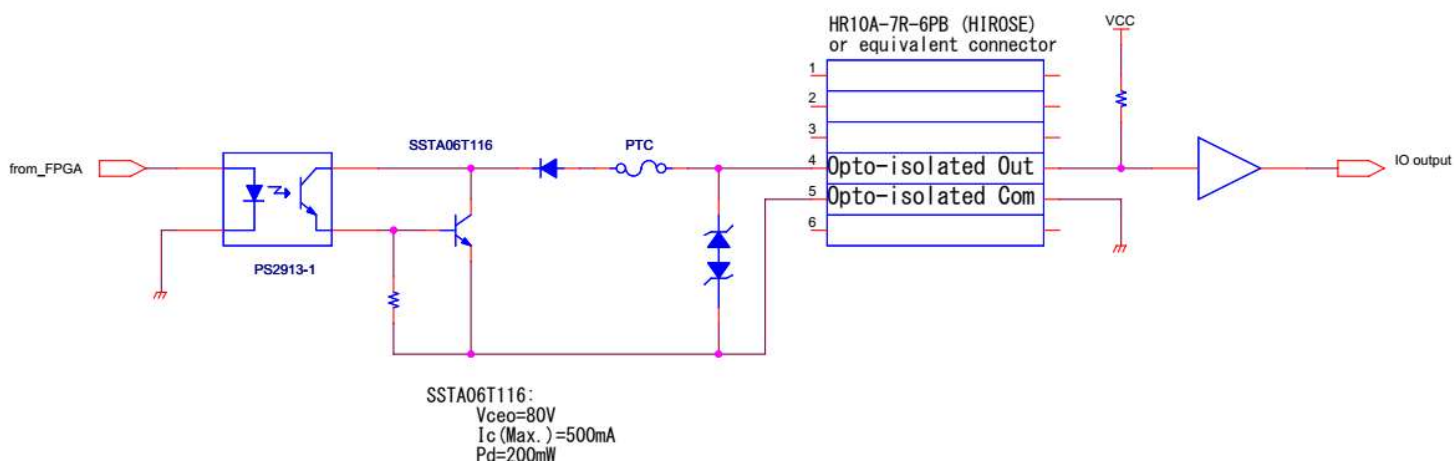 HR10A-7R-6PB (HIROSE)
or equivalent connector
VCC
1
2
3
SSTA06T116
PTC
from_FPGA
4
Opto-isolated Out
IO output
5
Opto-isolated Com
6
PS2913-1
SSTA06T116:
Vceo=80V
Ic(Max.)=500mA
Pd=200mW